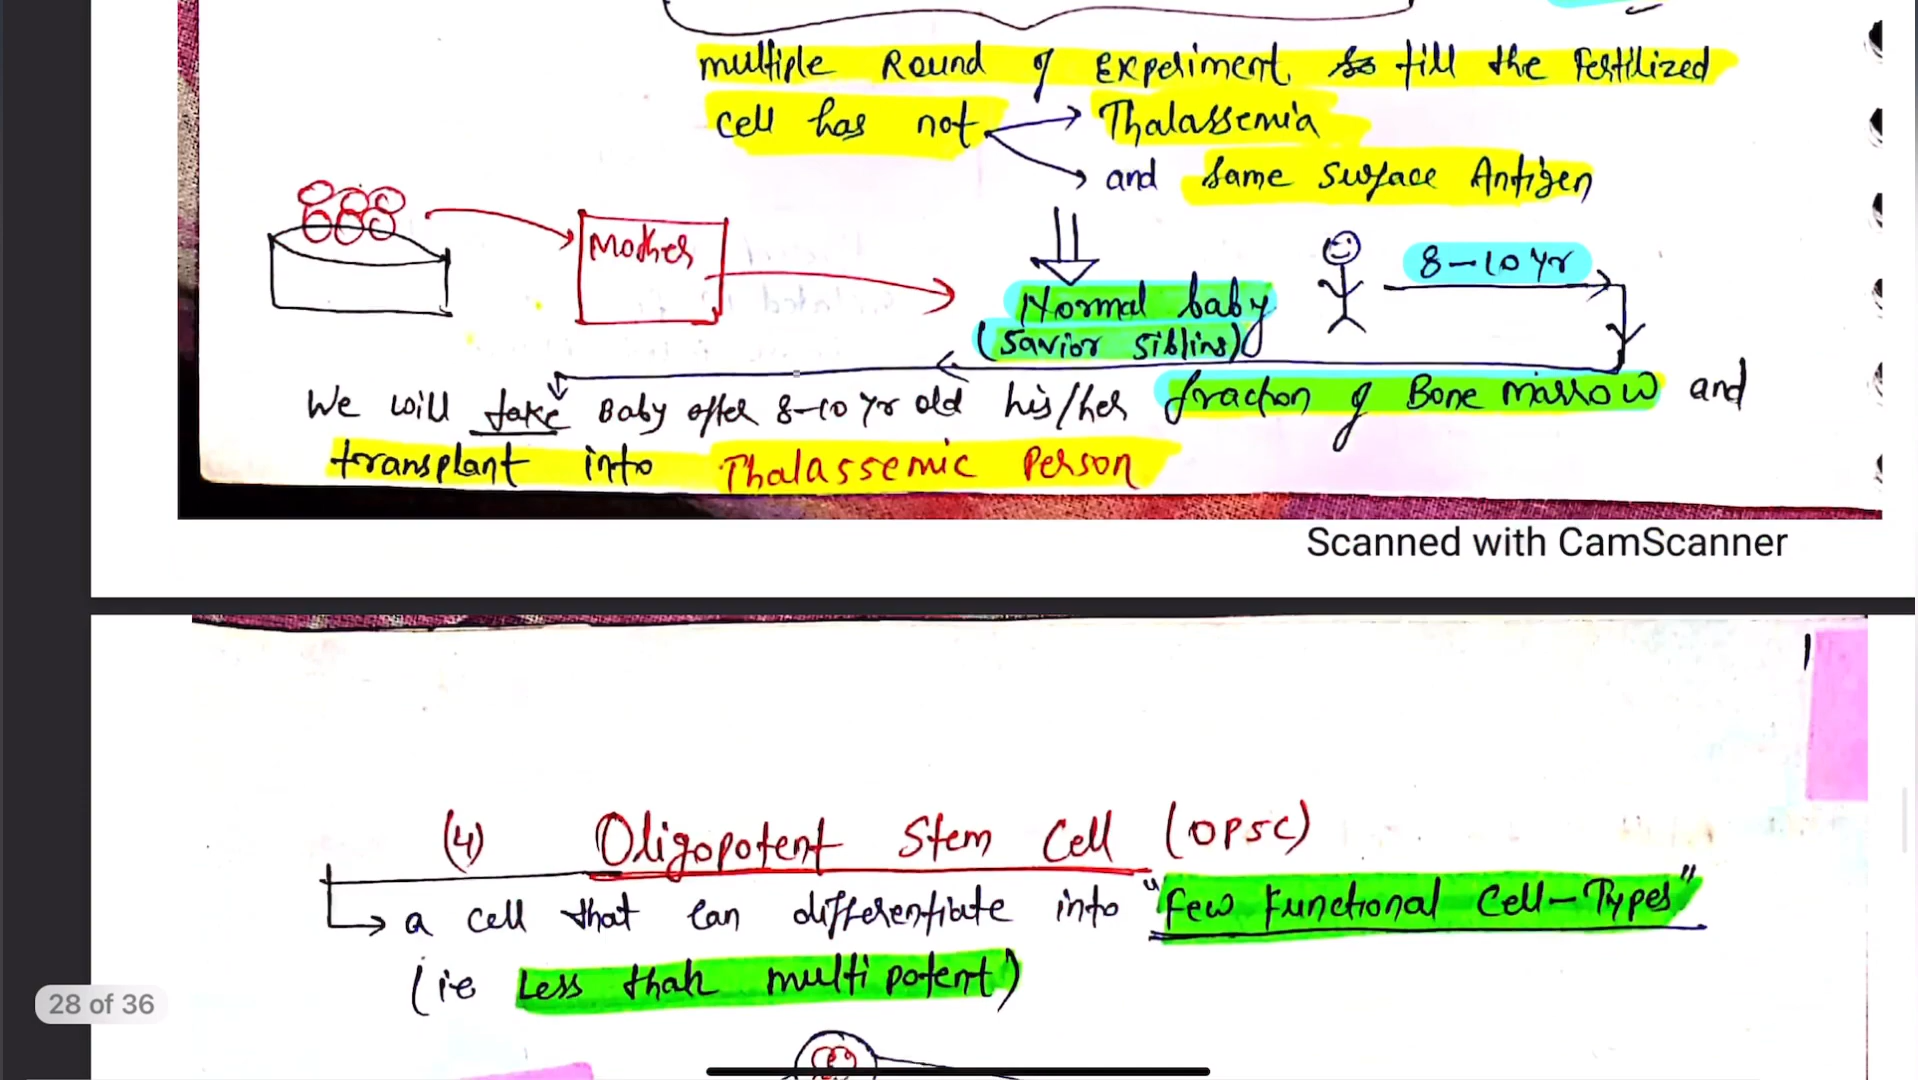 multiple Round of Experiment. till the Fertilized
cell has not → Thalassemia
→ and same surface Antigen
Mother
8-10 yr
Normal baby
(savior siblins)
We will take Baby after 8-10 yr old his/her fraction of Bone marrow and
transplant into Thalassemic Person
Scanned with CamScanner
(4) Oligopotent Stem Cell (OPSC)
→ a cell that can differentiate into "Few Functional Cell-Types"
(ie Less than multipotent)
28 of 36